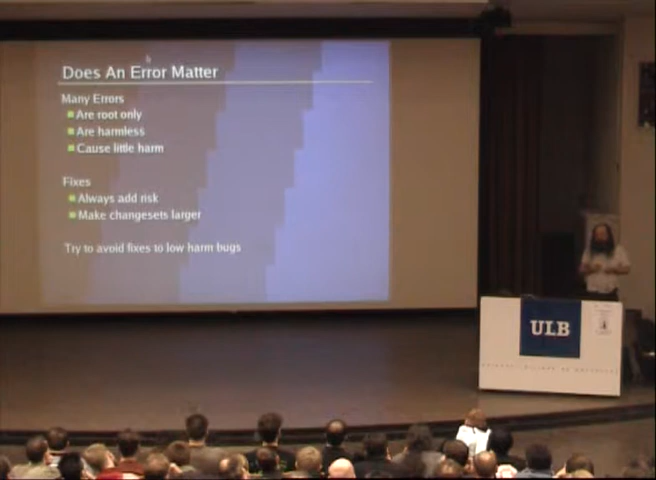 Does An Error Matter
Many Errors
Are root only
Are harmless
Cause little harm
Fixes
Always add risk
Make changesets larger
Try to avoid fixes to low harm bugs
ULB